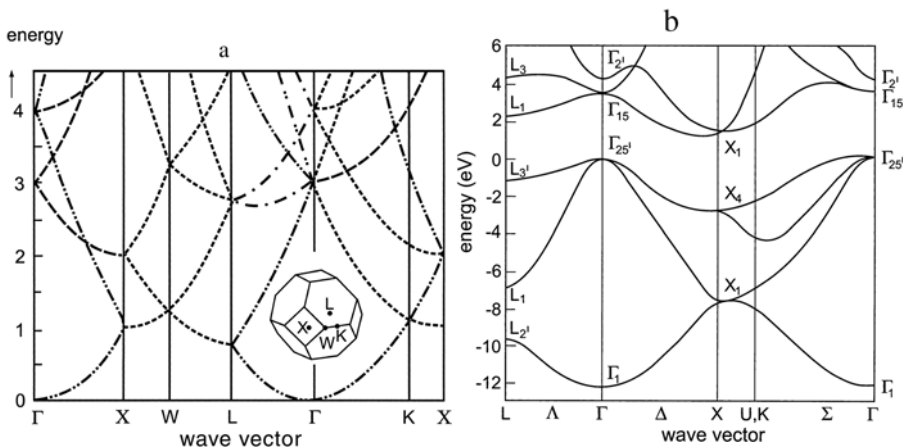 a
energy
4
3
2
1
0
Γ X W L Γ K X
wave vector
L
X
W
K
b
energy (eV)
6
4
2
0
-2
-4
-6
-8
-10
-12
L₃
L₁
L₃'
L₁
L₂'
Γ₂'
Γ₁₅
Γ₂₅'
Γ₁
X₁
X₄
X₁
Γ₂'
Γ₁₅
Γ₂₅'
Γ₁
L Λ Γ Δ X U,K Σ Γ
wave vector